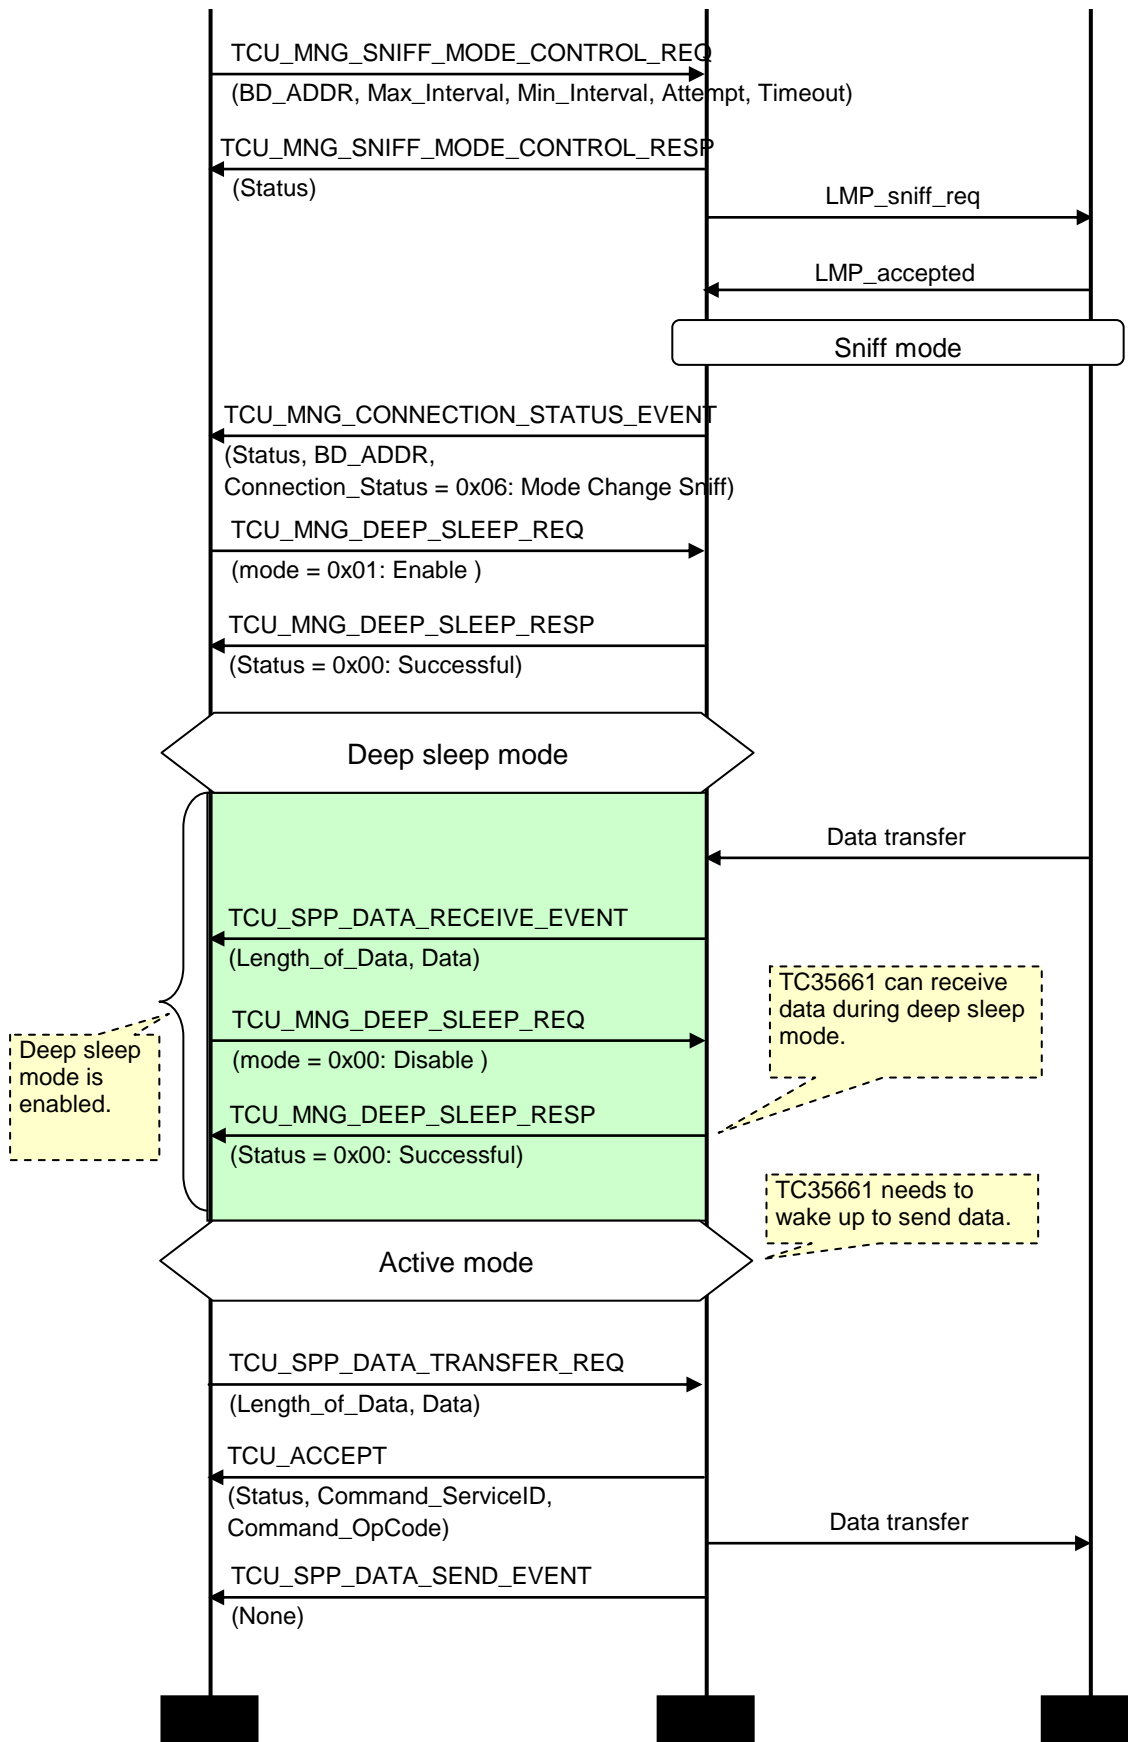 TCU_MNG_SNIFF_MODE_CONTROL_REQ
(BD_ADDR, Max_Interval, Min_Interval, Attempt, Timeout)
TCU_MNG_SNIFF_MODE_CONTROL_RESP
(Status)
LMP_sniff_req
LMP_accepted
Sniff mode
TCU_MNG_CONNECTION_STATUS_EVENT
(Status, BD_ADDR,
Connection_Status = 0x06: Mode Change Sniff)
TCU_MNG_DEEP_SLEEP_REQ
(mode = 0x01: Enable )
TCU_MNG_DEEP_SLEEP_RESP
(Status = 0x00: Successful)
Deep sleep mode
Data transfer
TCU_SPP_DATA_RECEIVE_EVENT
(Length_of_Data, Data)
TC35661 can receive
data during deep sleep
mode.
TCU_MNG_DEEP_SLEEP_REQ
(mode = 0x00: Disable )
Deep sleep
mode is
enabled.
TCU_MNG_DEEP_SLEEP_RESP
(Status = 0x00: Successful)
TC35661 needs to
wake up to send data.
Active mode
TCU_SPP_DATA_TRANSFER_REQ
(Length_of_Data, Data)
TCU_ACCEPT
(Status, Command_ServiceID,
Command_OpCode)
Data transfer
TCU_SPP_DATA_SEND_EVENT
(None)